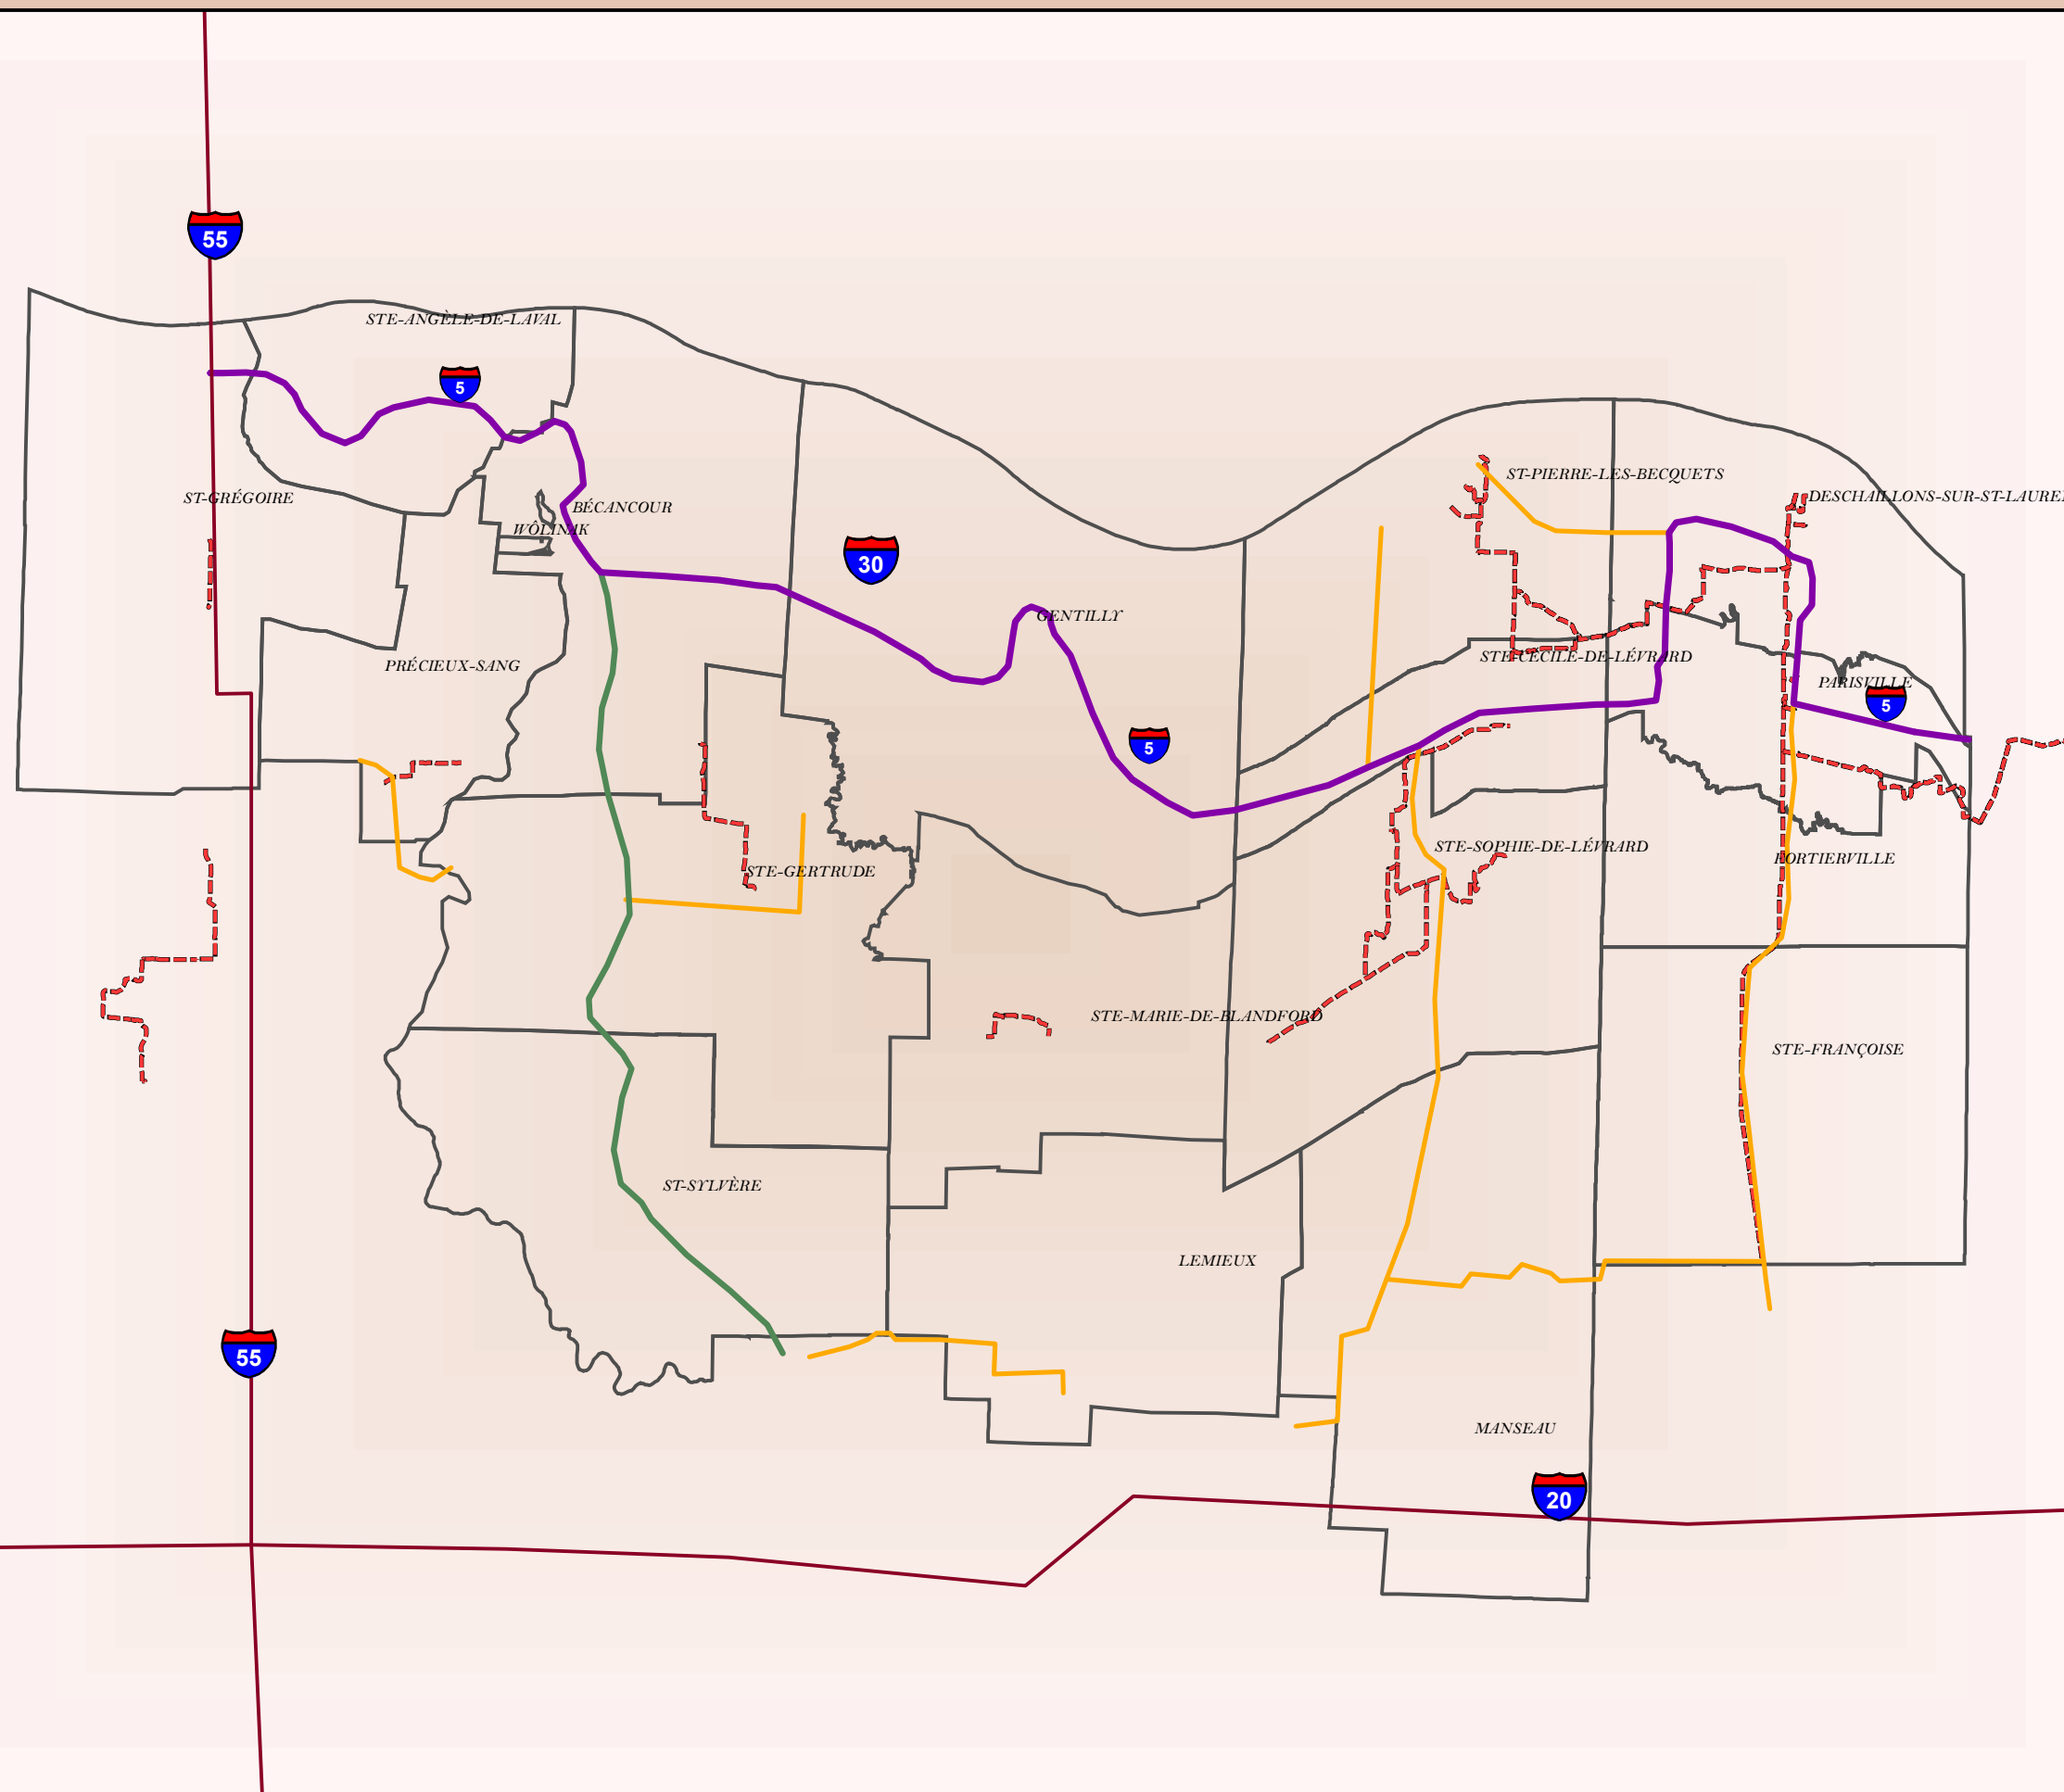 55
STE-ANGÈLE-DE-LAVAL
5
ST-PIERRE-LES-BECQUETS
ST-GRÉGOIRE
DESCHAILLONS-SUR-ST-LAURE
BÉCANCOUR
WÔLINAK
30
GENTILLY
STE-CÉCILE-DE-LÉVRARD
PRÉCIEUX-SANG
PARISVILLE
5
5
STE-SOPHIE-DE-LÉVRARD
FORTIERVILLE
STE-GERTRUDE
STE-MARIE-DE-BLANDFORD
STE-FRANÇOISE
ST-SYLVÈRE
LEMIEUX
55
MANSEAU
20